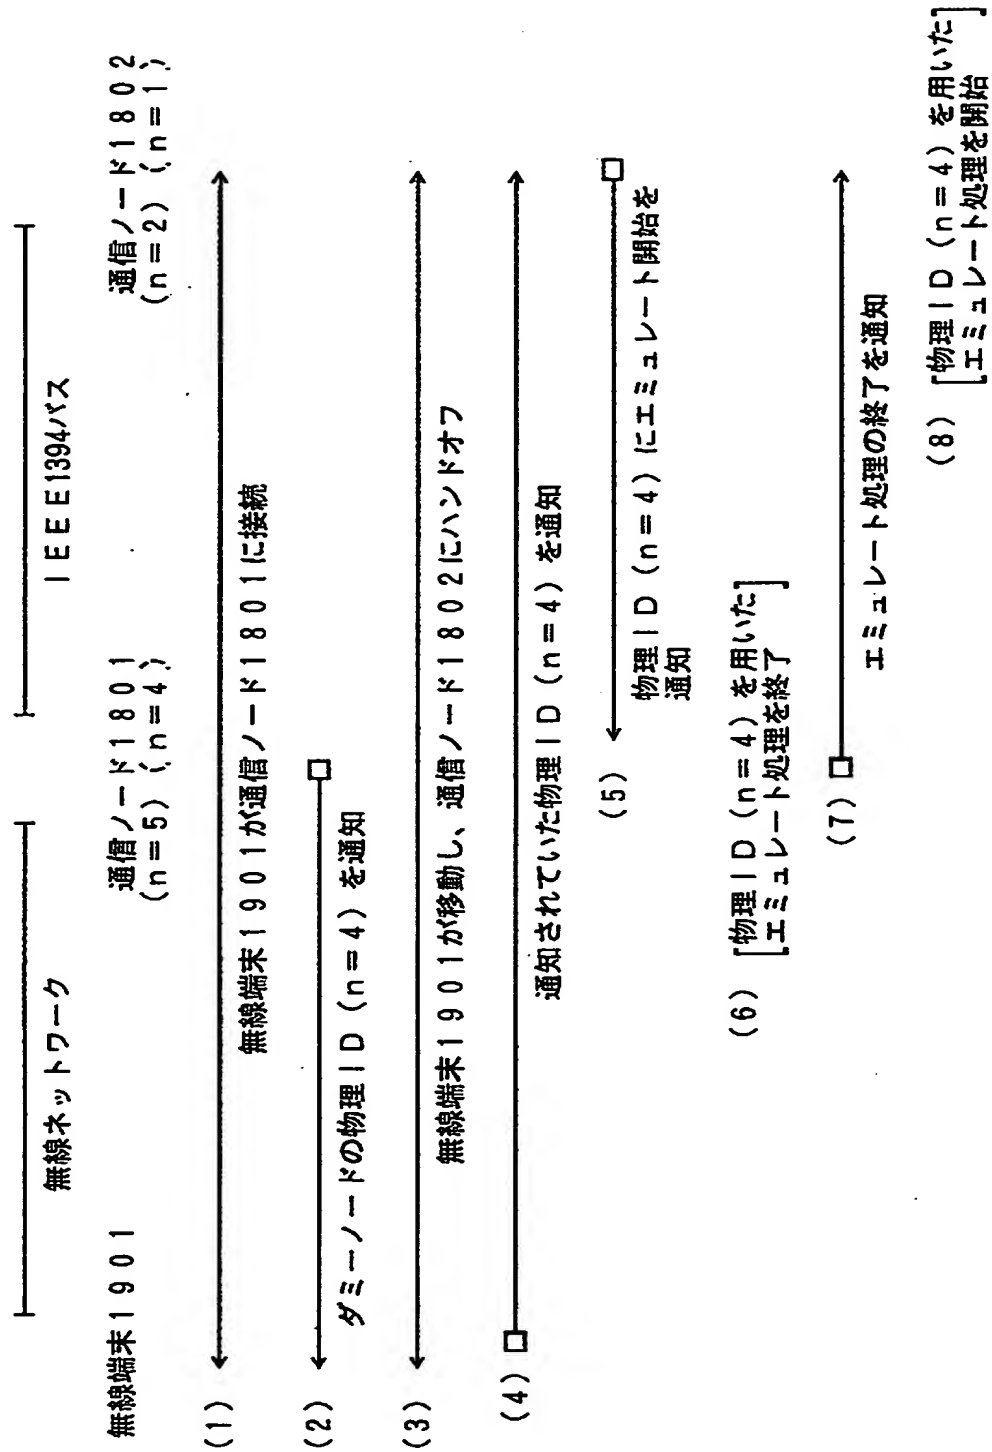 無線ネットワーク
IEEE1394バス
無線端末1901
通信ノード1801
(n=5)(n=4)
通信ノード1802
(n=2)(n=1)
(1)
無線端末1901が通信ノード1801に接続
(2)
ダミーノードの物理ID(n=4)を通知
(3)
無線端末1901が移動し、通信ノード1802にハンドオフ
(4)
通知されていた物理ID(n=4)を通知
(5)
物理ID(n=4)にエミュレート開始を
通知
(6) [物理ID(n=4)を用いた]
[エミュレート処理を終了]
(7)
エミュレート処理の終了を通知
(8) [物理ID(n=4)を用いた]
[エミュレート処理を開始]